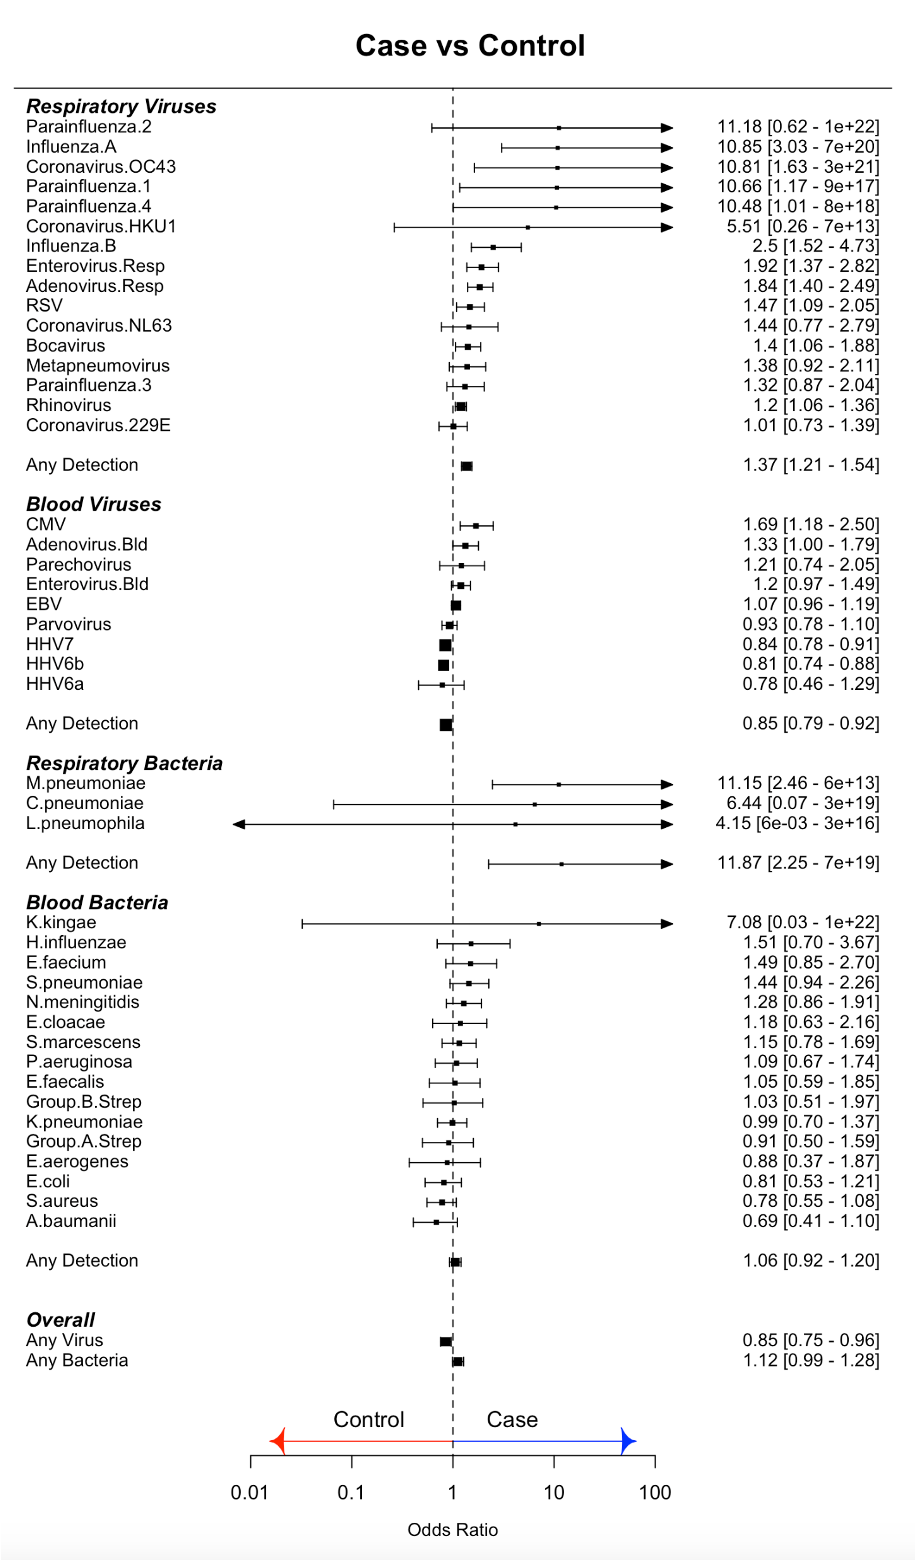 Case vs Control
Respiratory Viruses
Parainfluenza.2 11.18 [0.62 - 1e+22]
Influenza.A 10.85 [3.03 - 7e+20]
Coronavirus.OC43 10.81 [1.63 - 3e+21]
Parainfluenza.1 10.66 [1.17 - 9e+17]
Parainfluenza.4 10.48 [1.01 - 8e+18]
Coronavirus.HKU1 5.51 [0.26 - 7e+13]
Influenza.B 2.5 [1.52 - 4.73]
Enterovirus.Resp 1.92 [1.37 - 2.82]
Adenovirus.Resp 1.84 [1.40 - 2.49]
RSV 1.47 [1.09 - 2.05]
Coronavirus.NL63 1.44 [0.77 - 2.79]
Bocavirus 1.4 [1.06 - 1.88]
Metapneumovirus 1.38 [0.92 - 2.11]
Parainfluenza.3 1.32 [0.87 - 2.04]
Rhinovirus 1.2 [1.06 - 1.36]
Coronavirus.229E 1.01 [0.73 - 1.39]
Any Detection 1.37 [1.21 - 1.54]
Blood Viruses
CMV 1.69 [1.18 - 2.50]
Adenovirus.Bld 1.33 [1.00 - 1.79]
Parechovirus 1.21 [0.74 - 2.05]
Enterovirus.Bld 1.2 [0.97 - 1.49]
EBV 1.07 [0.96 - 1.19]
Parvovirus 0.93 [0.78 - 1.10]
HHV7 0.84 [0.78 - 0.91]
HHV6b 0.81 [0.74 - 0.88]
HHV6a 0.78 [0.46 - 1.29]
Any Detection 0.85 [0.79 - 0.92]
Respiratory Bacteria
M.pneumoniae 11.15 [2.46 - 6e+13]
C.pneumoniae 6.44 [0.07 - 3e+19]
L.pneumophila 4.15 [6e-03 - 3e+16]
Any Detection 11.87 [2.25 - 7e+19]
Blood Bacteria
K.kingae 7.08 [0.03 - 1e+22]
H.influenzae 1.51 [0.70 - 3.67]
E.faecium 1.49 [0.85 - 2.70]
S.pneumoniae 1.44 [0.94 - 2.26]
N.meningitidis 1.28 [0.86 - 1.91]
E.cloacae 1.18 [0.63 - 2.16]
S.marcescens 1.15 [0.78 - 1.69]
P.aeruginosa 1.09 [0.67 - 1.74]
E.faecalis 1.05 [0.59 - 1.85]
Group.B.Strep 1.03 [0.51 - 1.97]
K.pneumoniae 0.99 [0.70 - 1.37]
Group.A.Strep 0.91 [0.50 - 1.59]
E.aerogenes 0.88 [0.37 - 1.87]
E.coli 0.81 [0.53 - 1.21]
S.aureus 0.78 [0.55 - 1.08]
A.baumanii 0.69 [0.41 - 1.10]
Any Detection 1.06 [0.92 - 1.20]
Overall
Any Virus 0.85 [0.75 - 0.96]
Any Bacteria 1.12 [0.99 - 1.28]
Control Case
0.01 0.1 1 10 100
Odds Ratio